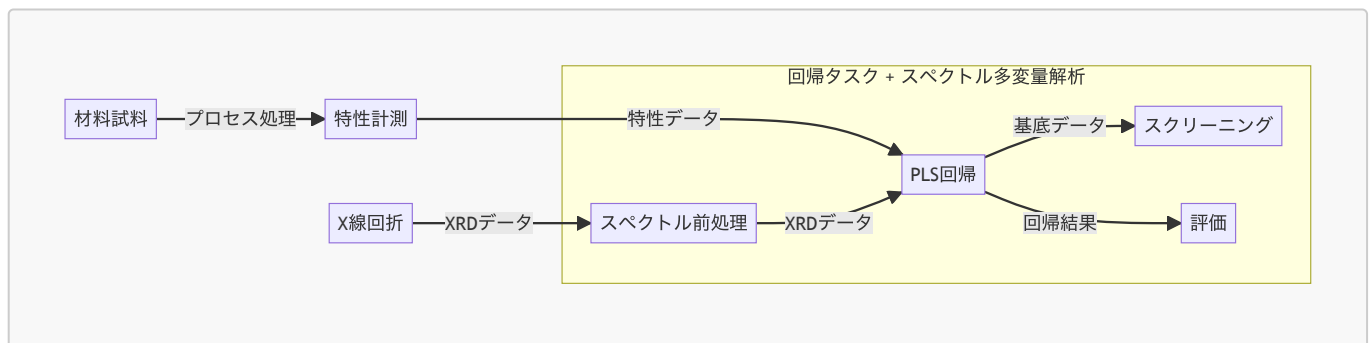 回帰タスク + スペクトル多変量解析
材料試料
プロセス処理
特性計測
特性データ
基底データ
スクリーニング
PLS回帰
X線回折
XRDデータ
スペクトル前処理
XRDデータ
回帰結果
評価